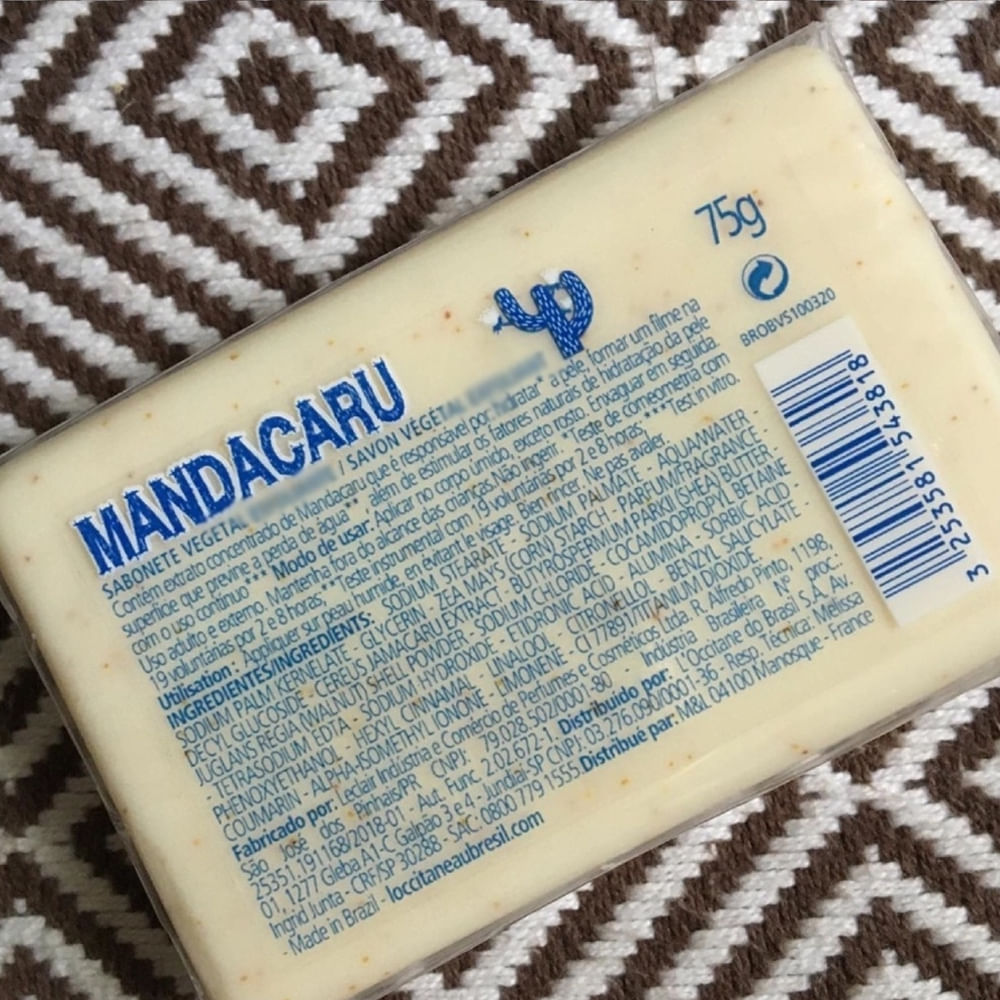 75g
BROBVS100320
MANDACARU
SABONETE VEGETAL / SAVON VEGÉTAL
Contém extrato concentrado de Mandacaru que é responsável por: hidratar* a pele, formar um filme na
superfície que previne a perda de água** além de estimular os fatores naturais de hidratação da pele
com o uso contínuo*** Modo de usar: Aplicar no corpo úmido, exceto rosto. Enxaguar em seguida.
Uso adulto e externo. Mantenha fora do alcance das crianças. Não ingerir. *Teste de corneometria com
19 voluntárias por 2 e 8 horas **Teste instrumental com 19 voluntárias por 2 e 8 horas ***Test in vitro.
Utilisation: Appliquer sur peau humide, en évitant le visage. Bien rincer. Ne pas avaler.
INGREDIENTES/INGREDIENTS: SODIUM STEARATE - SODIUM PALMATE - AQUA/WATER -
SODIUM PALM KERNELATE - GLYCERIN - ZEA MAYS (CORN) STARCH - PARFUM/FRAGRANCE -
DECYL GLUCOSIDE - CEREUS JAMACARU EXTRACT - BUTYROSPERMUM PARKII (SHEA) BUTTER -
JUGLANS REGIA (WALNUT) SHELL POWDER - SODIUM CHLORIDE - COCAMIDOPROPYL BETAINE
- TETRASODIUM EDTA - SODIUM HYDROXIDE - ETIDRONIC ACID - ALUMINA - SORBIC ACID -
PHENOXYETHANOL - HEXYL CINNAMAL - LINALOOL - CITRONELLOL - BENZYL SALICYLATE -
COUMARIN - ALPHA-ISOMETHYL IONONE - LIMONENE CI 77891/TITANIUM DIOXIDE
Fabricado por: Leclair Indústria e Comércio de Perfumes e Cosméticos Ltda R. Alfredo Pinto, 1198,
São José dos Pinhais/PR CNPJ: 79.028.502/0001-80 Indústria Brasileira Nº proc.
25351.191168/2018-01 - Aut. Func. 2.02.672-1 Distribuído por: L'Occitane do Brasil S.A, Av.
01, 1277 Gleba A1-C Galpão 3 e 4 - Jundiaí-SP CNPJ: 03.276.090/0001-36 Resp. Técnica: Melissa
Ingrid Junta - CRF/SP 30288 - SAC: 0800 779 1555 Distribué par: M&L 04100 Manosque - France
- Made in Brazil - loccitaneaubresil.com
3 253581 543818